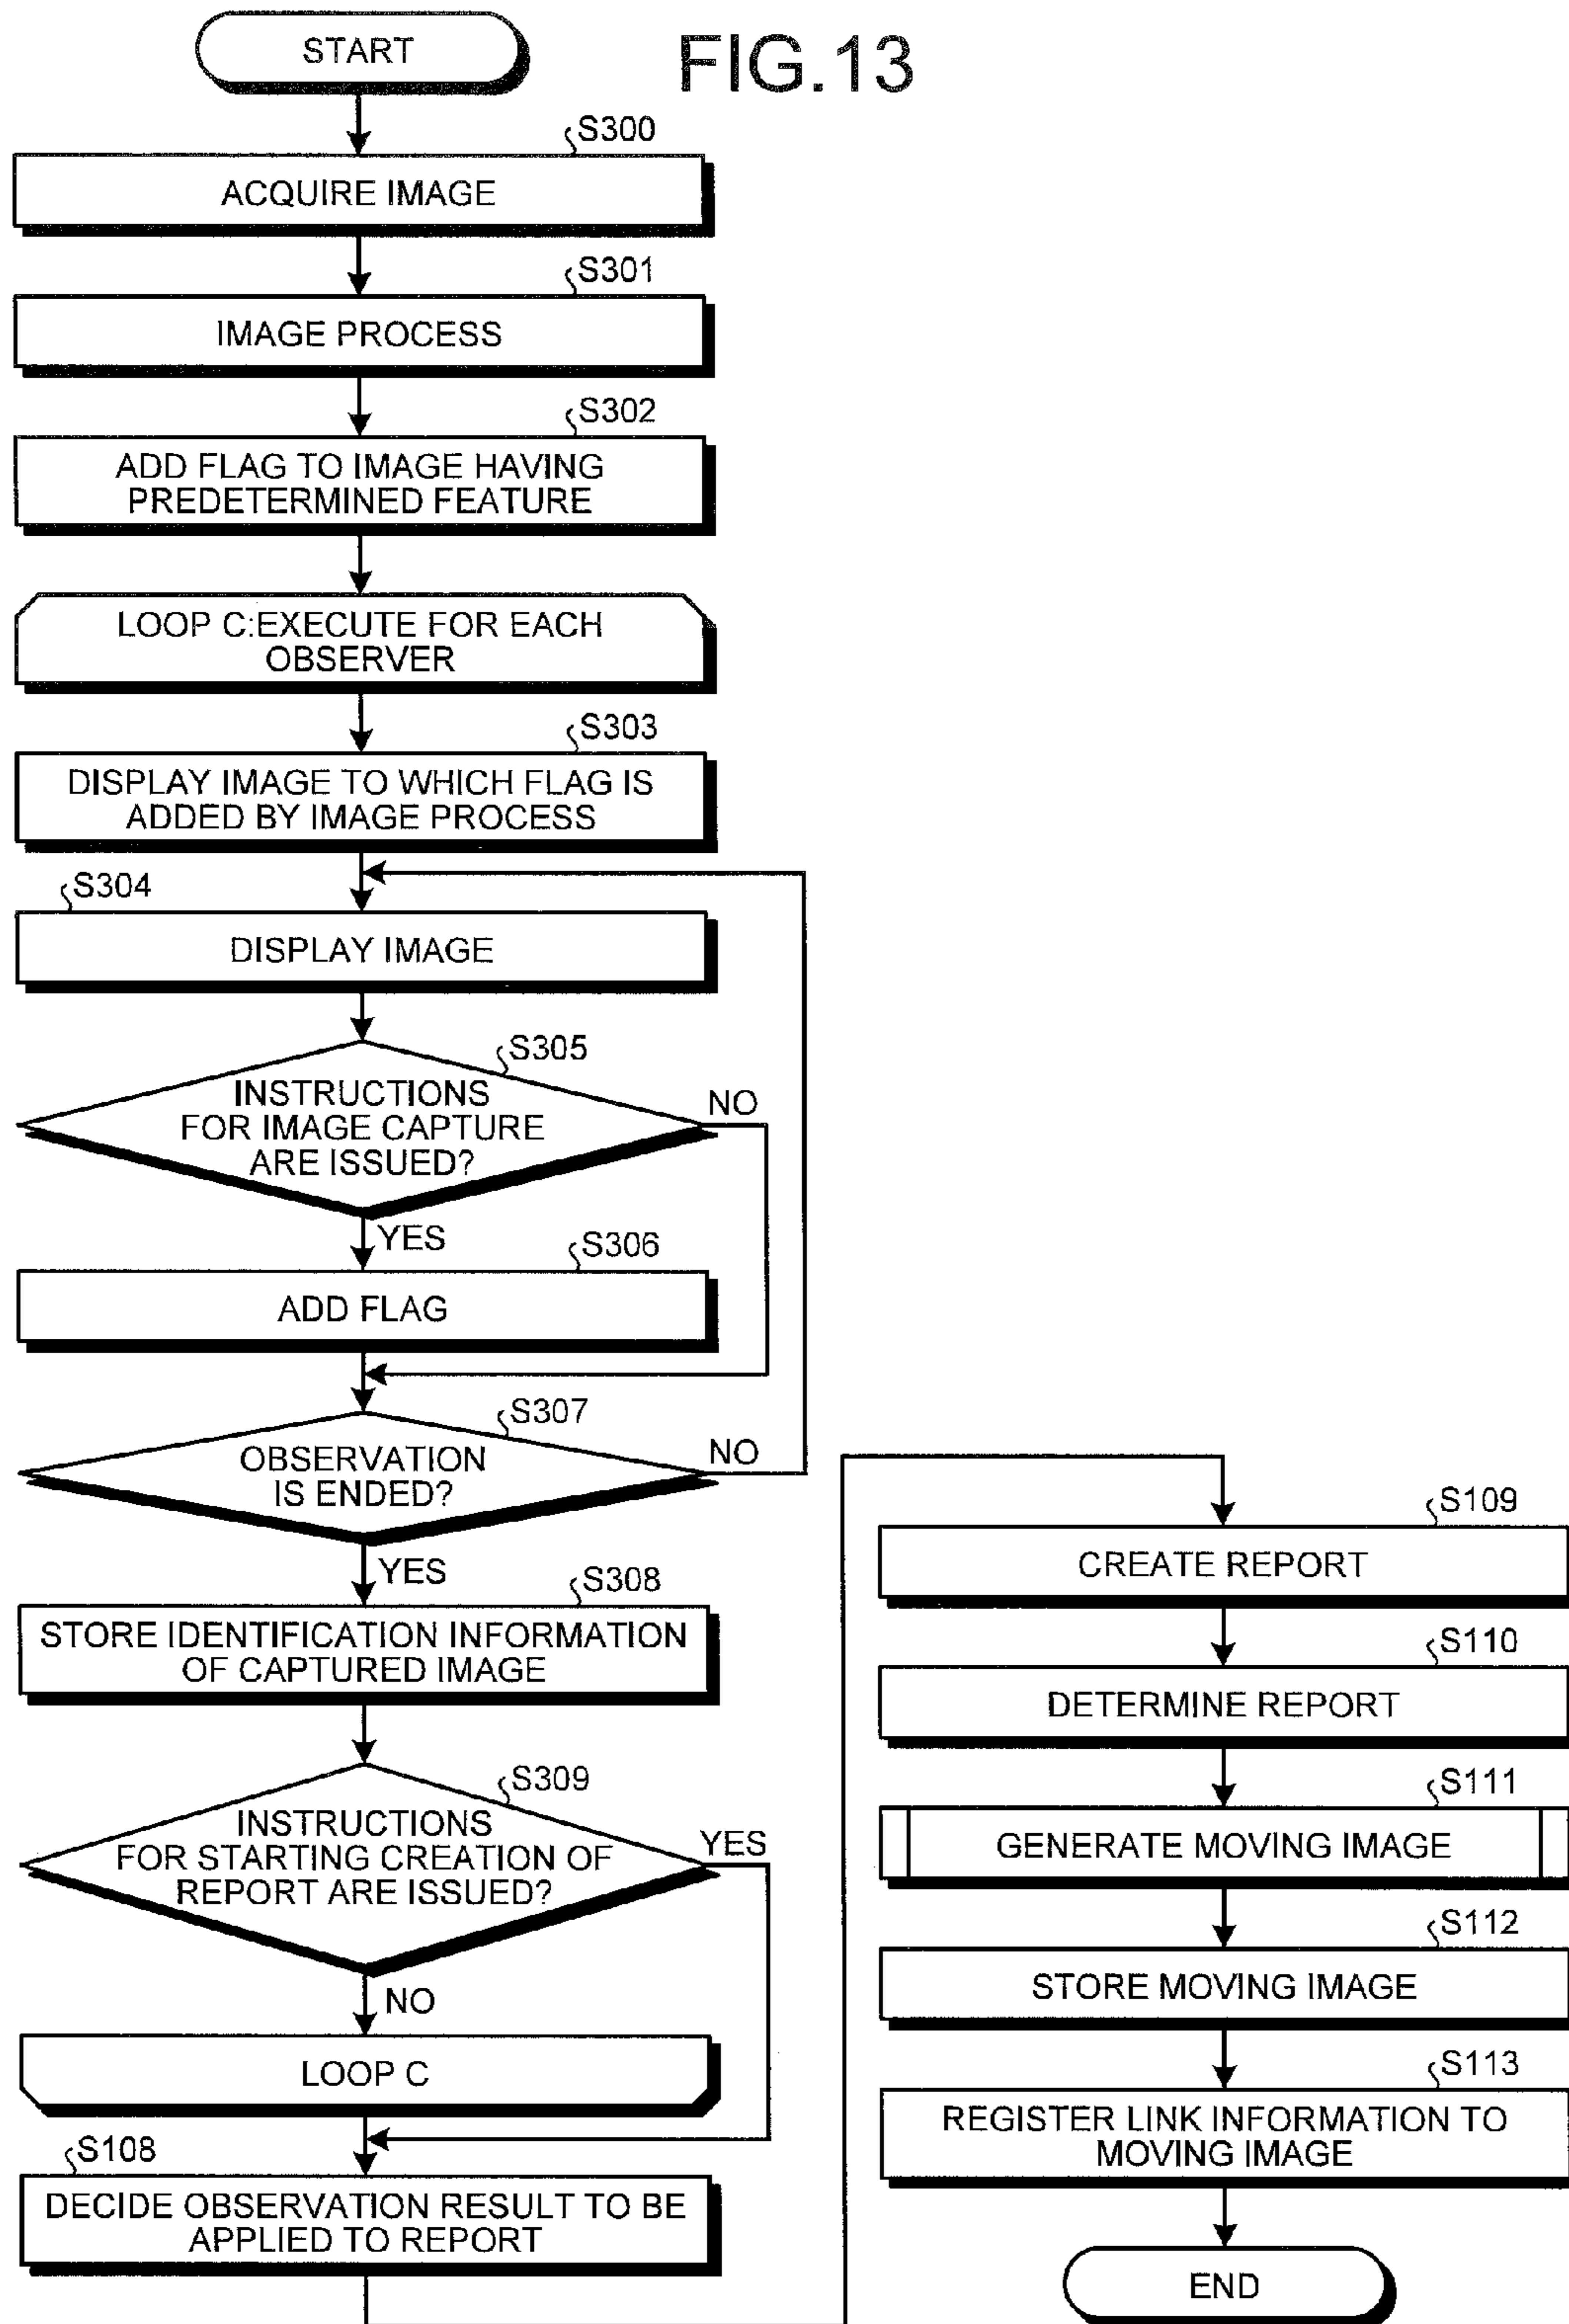 START
FIG.13
S300
ACQUIRE IMAGE
S301
IMAGE PROCESS
S302
ADD FLAG TO IMAGE HAVING
PREDETERMINED FEATURE
LOOP C:EXECUTE FOR EACH
OBSERVER
S303
DISPLAY IMAGE TO WHICH FLAG IS
ADDED BY IMAGE PROCESS
S304
DISPLAY IMAGE
S305
INSTRUCTIONS
FOR IMAGE CAPTURE
ARE ISSUED?
NO
YES
S306
ADD FLAG
S307
OBSERVATION
IS ENDED?
NO
YES
S308
STORE IDENTIFICATION INFORMATION
OF CAPTURED IMAGE
S309
INSTRUCTIONS
FOR STARTING CREATION OF
REPORT ARE ISSUED?
YES
NO
LOOP C
S108
DECIDE OBSERVATION RESULT TO BE
APPLIED TO REPORT
S109
CREATE REPORT
S110
DETERMINE REPORT
S111
GENERATE MOVING IMAGE
S112
STORE MOVING IMAGE
S113
REGISTER LINK INFORMATION TO
MOVING IMAGE
END